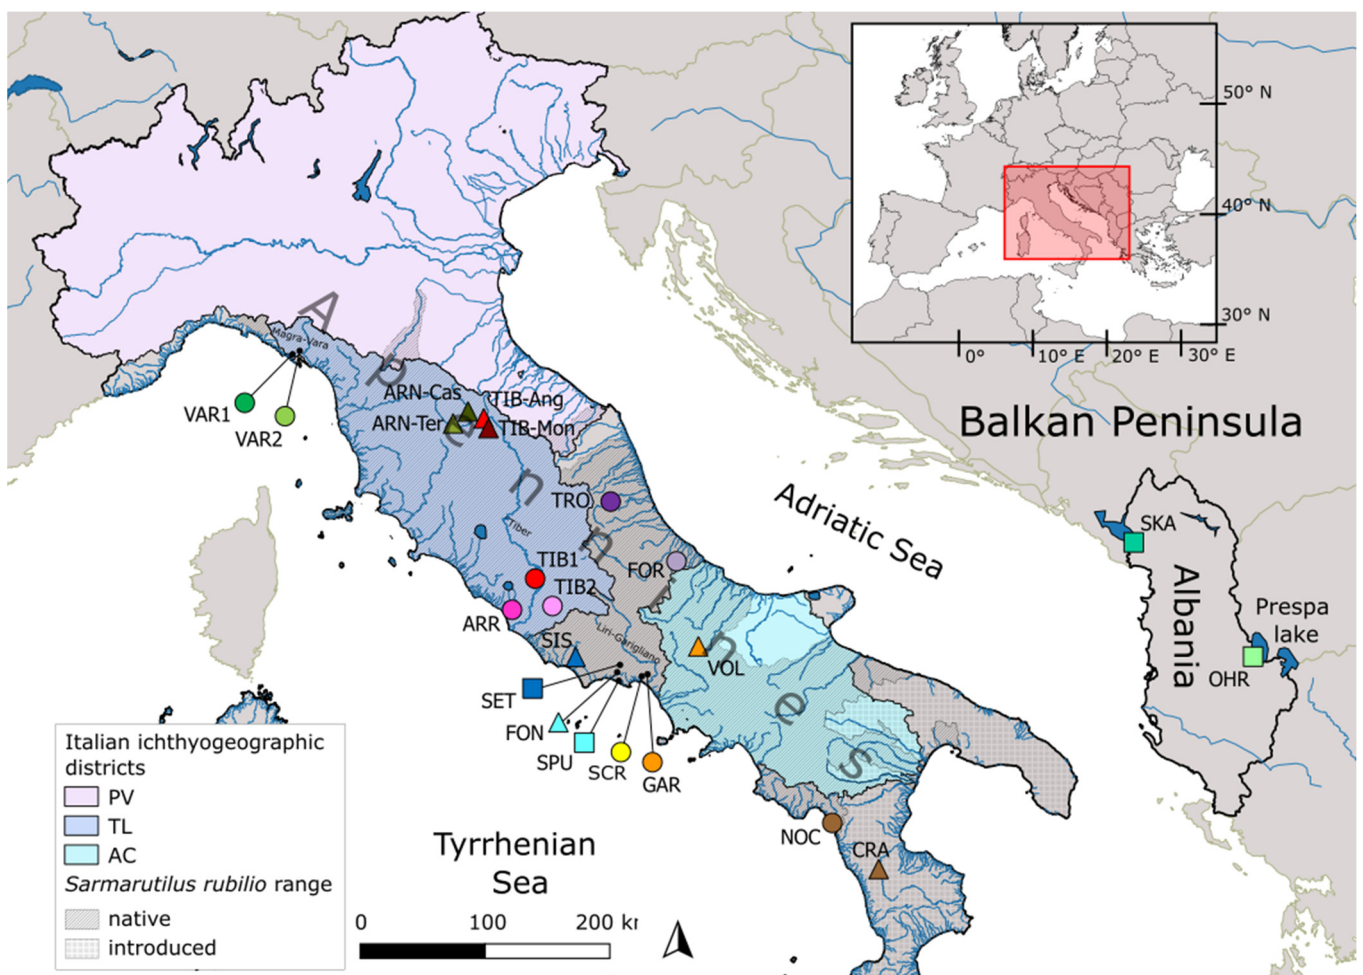 50° N
40° N
30° N
0°
10° E
20° E
30° E
Apennines
Magra-Vara
VAR1
VAR2
ARN-Cas
TIB-Ang
ARN-Ter
TIB-Mon
Balkan Peninsula
Adriatic Sea
TRO
Tiber
TIB1
TIB2
FOR
SKA
Albania
Prespa
lake
OHR
ARR
SIS
Liri-Garigliano
VOL
SET
FON
SPU
SCR
GAR
NOC
CRA
Tyrrhenian
Sea
Italian ichthyogeographic
districts
PV
TL
AC
Sarmarutilus rubilio range
native
introduced
0
100
200